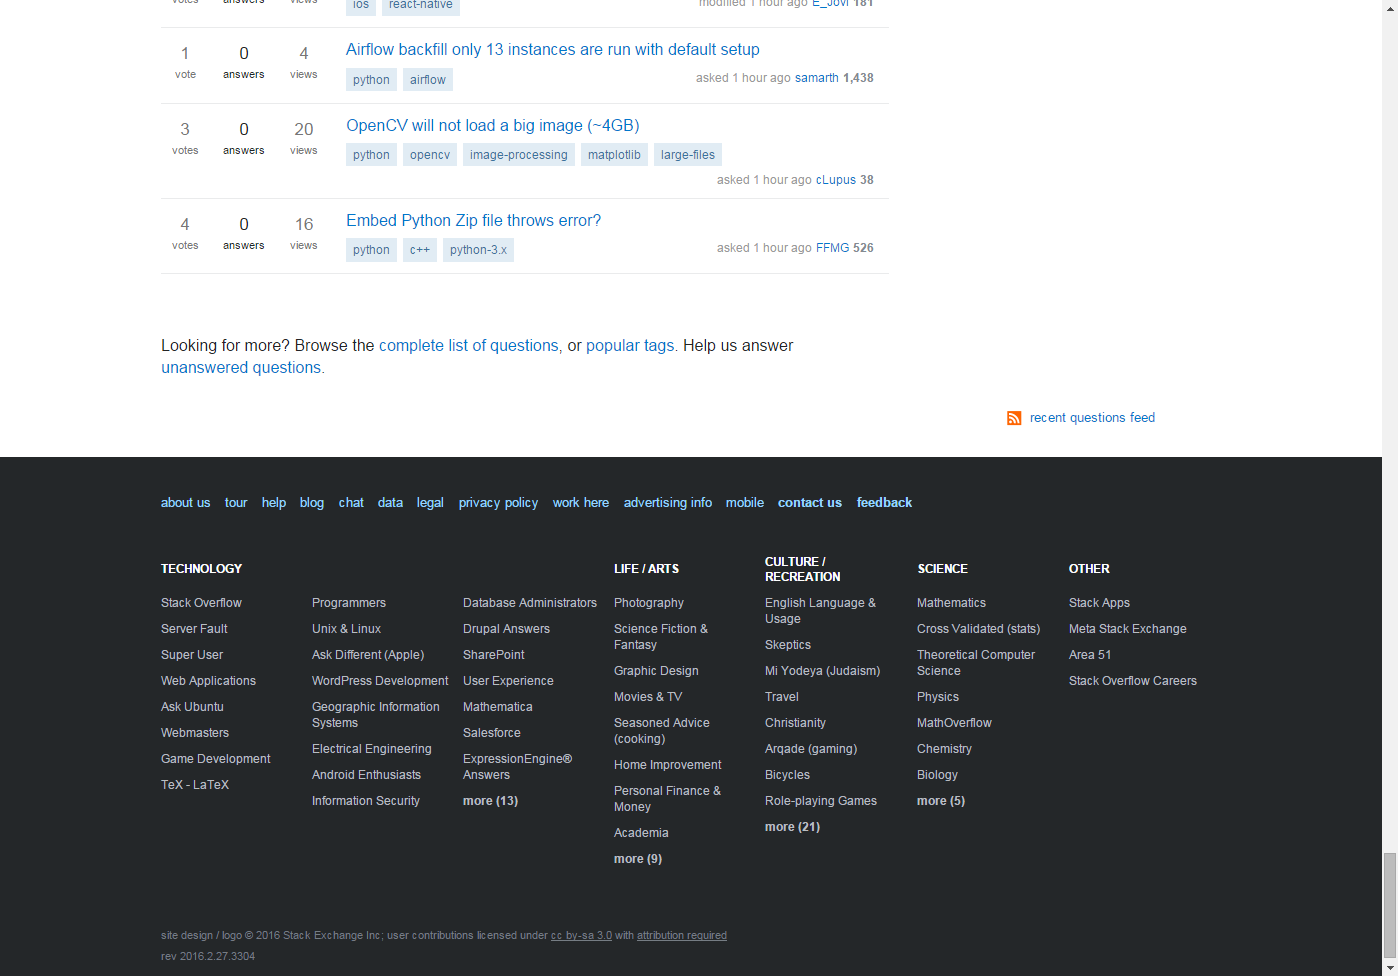 votes answers views ios react-native modified 1 hour ago E_Jovi 181
1 0 4 Airflow backfill only 13 instances are run with default setup
vote answers views python airflow asked 1 hour ago samarth 1,438
3 0 20 OpenCV will not load a big image (~4GB)
votes answers views python opencv image-processing matplotlib large-files
asked 1 hour ago cLupus 38
4 0 16 Embed Python Zip file throws error?
votes answers views python c++ python-3.x asked 1 hour ago FFMG 526
Looking for more? Browse the complete list of questions, or popular tags. Help us answer
unanswered questions.
recent questions feed
about us tour help blog chat data legal privacy policy work here advertising info mobile contact us feedback
TECHNOLOGY
Stack Overflow
Server Fault
Super User
Web Applications
Ask Ubuntu
Webmasters
Game Development
TeX - LaTeX
Programmers
Unix & Linux
Ask Different (Apple)
WordPress Development
Geographic Information
Systems
Electrical Engineering
Android Enthusiasts
Information Security
Database Administrators
Drupal Answers
SharePoint
User Experience
Mathematica
Salesforce
ExpressionEngine®
Answers
more (13)
LIFE / ARTS
Photography
Science Fiction &
Fantasy
Graphic Design
Movies & TV
Seasoned Advice
(cooking)
Home Improvement
Personal Finance &
Money
Academia
more (9)
CULTURE /
RECREATION
English Language &
Usage
Skeptics
Mi Yodeya (Judaism)
Travel
Christianity
Arqade (gaming)
Bicycles
Role-playing Games
more (21)
SCIENCE
Mathematics
Cross Validated (stats)
Theoretical Computer
Science
Physics
MathOverflow
Chemistry
Biology
more (5)
OTHER
Stack Apps
Meta Stack Exchange
Area 51
Stack Overflow Careers
site design / logo © 2016 Stack Exchange Inc; user contributions licensed under cc by-sa 3.0 with attribution required
rev 2016.2.27.3304